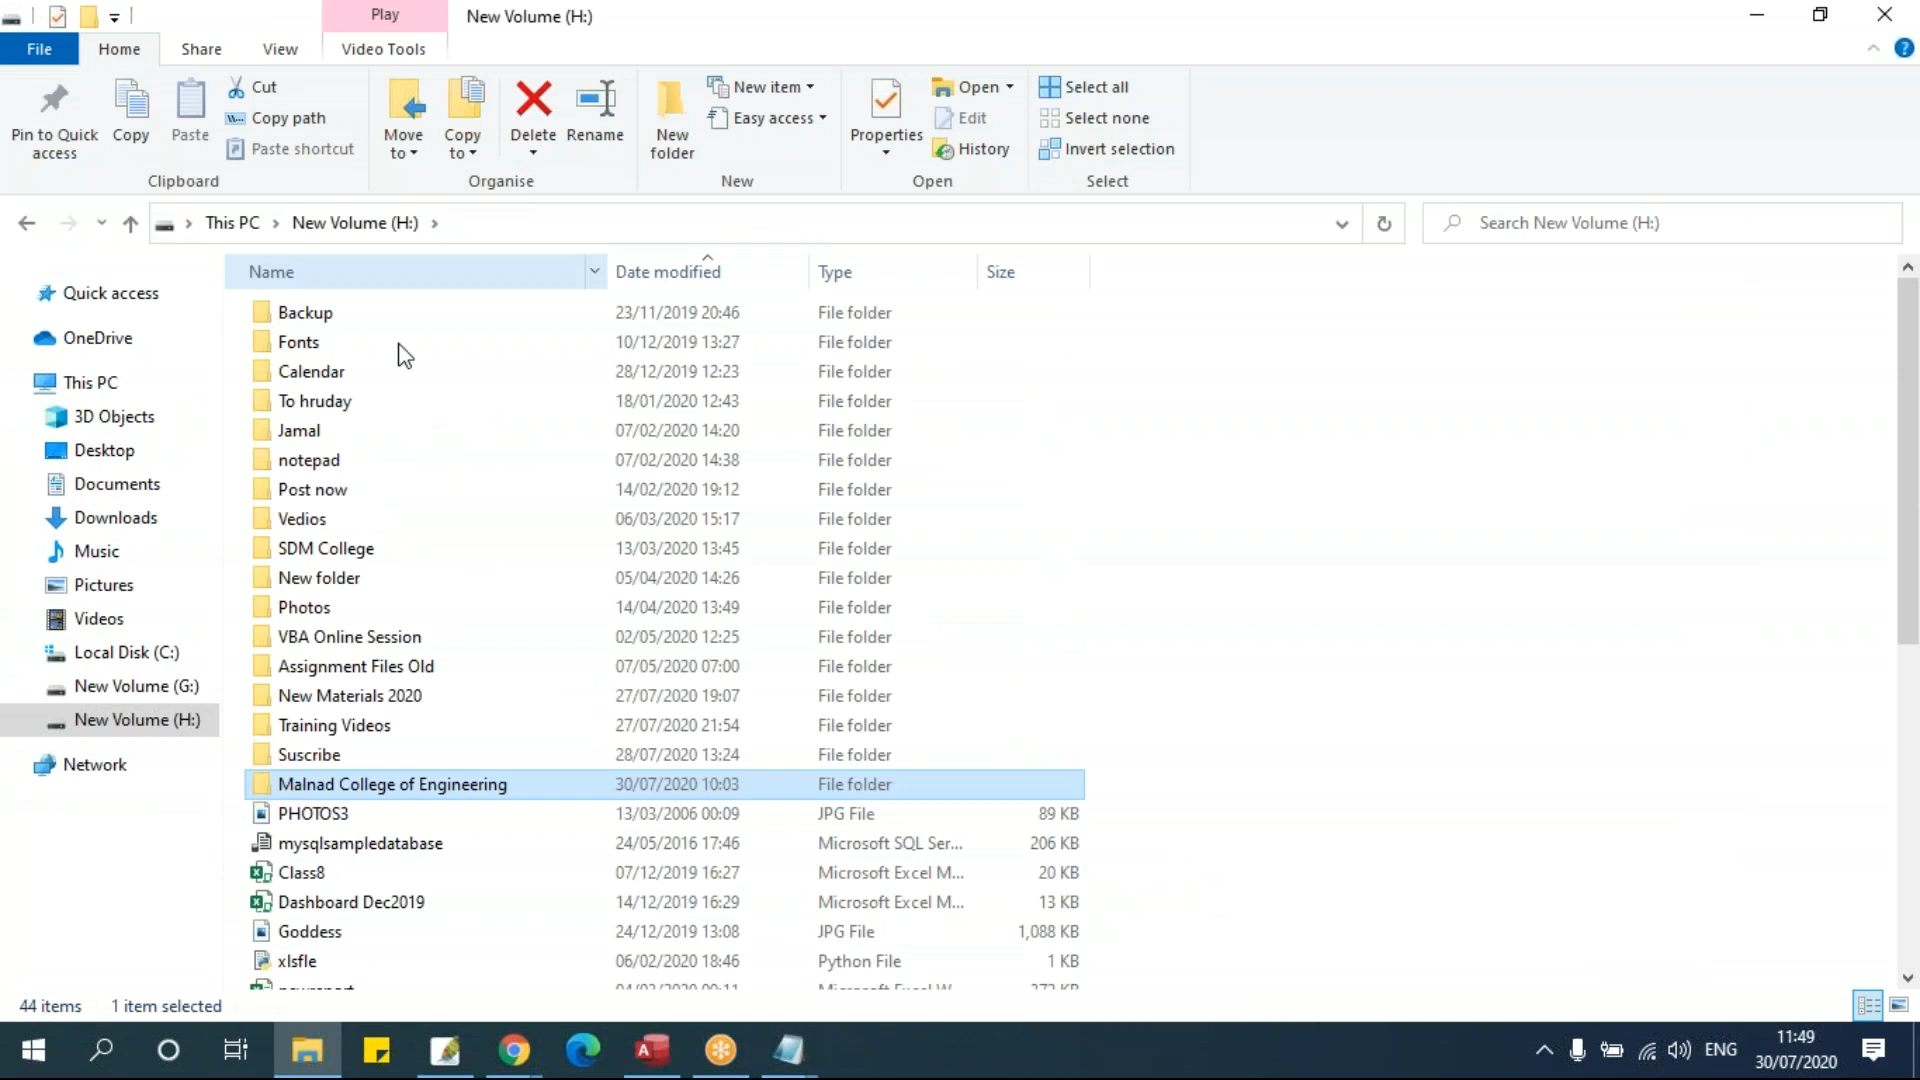 Play
New Volume (H:)
File
Home
Share
View
Video Tools
Pin to Quick access
Copy
Paste
Cut
Copy path
Paste shortcut
Clipboard
Move to
Copy to
Delete
Rename
Organise
New folder
New item
Easy access
New
Properties
Open
Edit
History
Open
Select all
Select none
Invert selection
Select
This PC > New Volume (H:) >
Search New Volume (H:)
Quick access
OneDrive
This PC
3D Objects
Desktop
Documents
Downloads
Music
Pictures
Videos
Local Disk (C:)
New Volume (G:)
New Volume (H:)
Network
Name Date modified Type Size
Backup 23/11/2019 20:46 File folder
Fonts 10/12/2019 13:27 File folder
Calendar 28/12/2019 12:23 File folder
To hruday 18/01/2020 12:43 File folder
Jamal 07/02/2020 14:20 File folder
notepad 07/02/2020 14:38 File folder
Post now 14/02/2020 19:12 File folder
Vedios 06/03/2020 15:17 File folder
SDM College 13/03/2020 13:45 File folder
New folder 05/04/2020 14:26 File folder
Photos 14/04/2020 13:49 File folder
VBA Online Session 02/05/2020 12:25 File folder
Assignment Files Old 07/05/2020 07:00 File folder
New Materials 2020 27/07/2020 19:07 File folder
Training Videos 27/07/2020 21:54 File folder
Suscribe 28/07/2020 13:24 File folder
Malnad College of Engineering 30/07/2020 10:03 File folder
PHOTOS3 13/03/2006 00:09 JPG File 89 KB
mysqlsampledatabase 24/05/2016 17:46 Microsoft SQL Ser... 206 KB
Class8 07/12/2019 16:27 Microsoft Excel M... 20 KB
Dashboard Dec2019 14/12/2019 16:29 Microsoft Excel M... 13 KB
Goddess 24/12/2019 13:08 JPG File 1,088 KB
xlsfle 06/02/2020 18:46 Python File 1 KB
44 items 1 item selected
ENG
11:49
30/07/2020